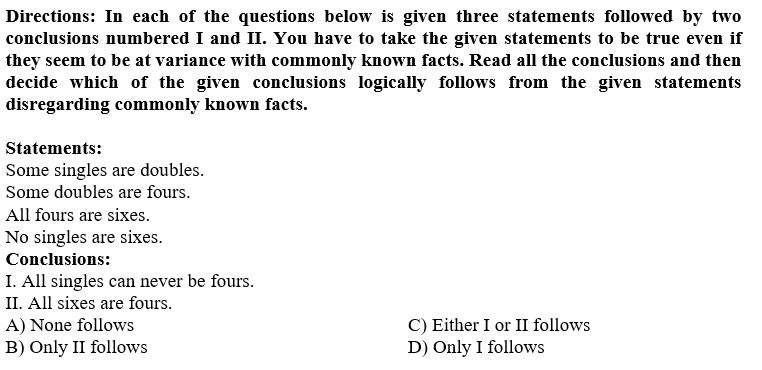 Directions: In each of the questions below is given three statements followed by two
conclusions numbered I and II. You have to take the given statements to be true even if
they seem to be at variance with commonly known facts. Read all the conclusions and then
decide which of the given conclusions logically follows from the given statements
disregarding commonly known facts.
Statements:
Some singles are doubles.
Some doubles are fours.
All fours are sixes.
No singles are sixes.
Conclusions:
I. All singles can never be fours.
II. All sixes are fours.
A) None follows
B) Only II follows
C) Either I or II follows
D) Only I follows